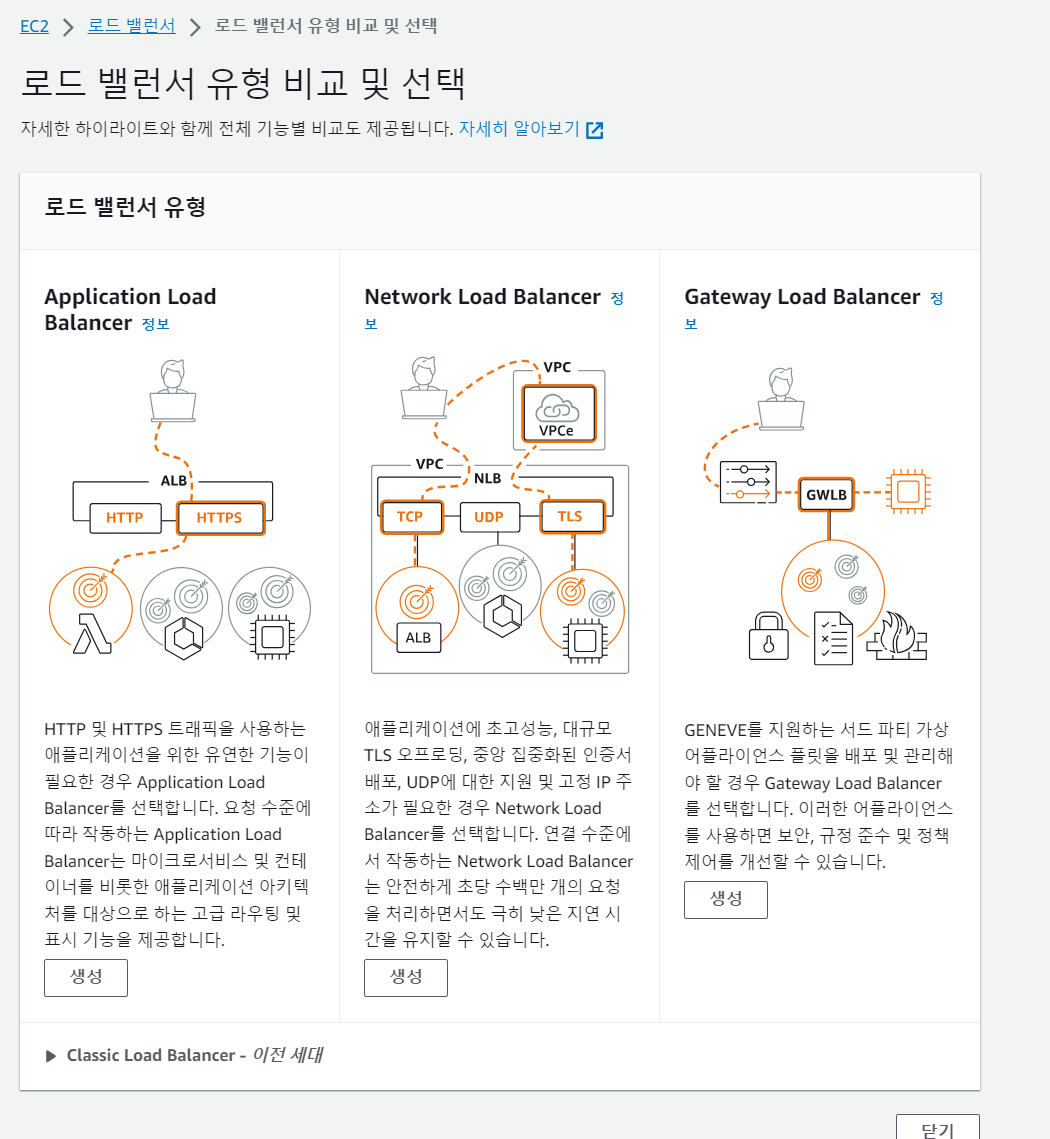 EC2 > 로드 밸런서 > 로드 밸런서 유형 비교 및 선택
로드 밸런서 유형 비교 및 선택
자세한 하이라이트와 함께 전체 기능별 비교도 제공됩니다. 자세히 알아보기
로드 밸런서 유형
Application Load
Balancer 정보
ALB
HTTP
HTTPS
HTTP 및 HTTPS 트래픽을 사용하는
애플리케이션을 위한 유연한 기능이
필요한 경우 Application Load
Balancer를 선택합니다. 요청 수준에
따라 작동하는 Application Load
Balancer는 마이크로서비스 및 컨테
이너를 비롯한 애플리케이션 아키텍
처를 대상으로 하는 고급 라우팅 및
표시 기능을 제공합니다.
생성
Network Load Balancer 정
보
VPC
VPCe
VPC
NLB
TCP
UDP
TLS
ALB
애플리케이션에 초고성능, 대규모
TLS 오프로딩, 중앙 집중화된 인증서
배포, UDP에 대한 지원 및 고정 IP 주
소가 필요한 경우 Network Load
Balancer를 선택합니다. 연결 수준에
서 작동하는 Network Load Balancer
는 안전하게 초당 수백만 개의 요청
을 처리하면서도 극히 낮은 지연 시
간을 유지할 수 있습니다.
생성
Gateway Load Balancer 정
보
GWLB
GENEVE를 지원하는 서드 파티 가상
어플라이언스 플릿을 배포 및 관리해
야 할 경우 Gateway Load Balancer
를 선택합니다. 이러한 어플라이언스
를 사용하면 보안, 규정 준수 및 정책
제어를 개선할 수 있습니다.
생성
Classic Load Balancer - 이전 세대
닫기